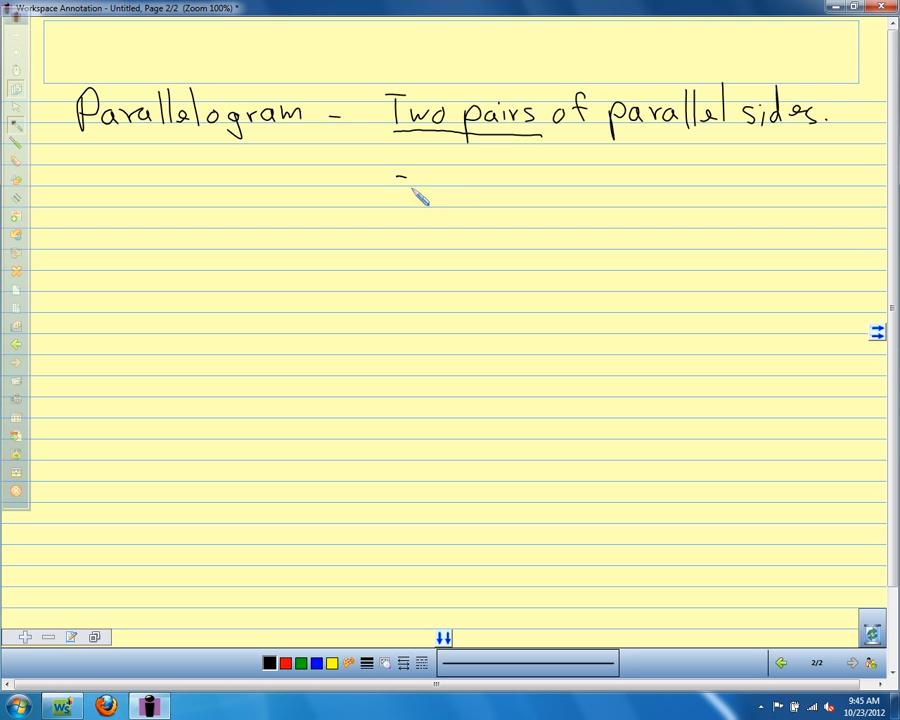 Workspace Annotation - Untitled, Page 2/2 (Zoom 100%) *
Parallelogram - Two pairs of parallel sides.
-
2/2
9:45 AM
10/23/2012